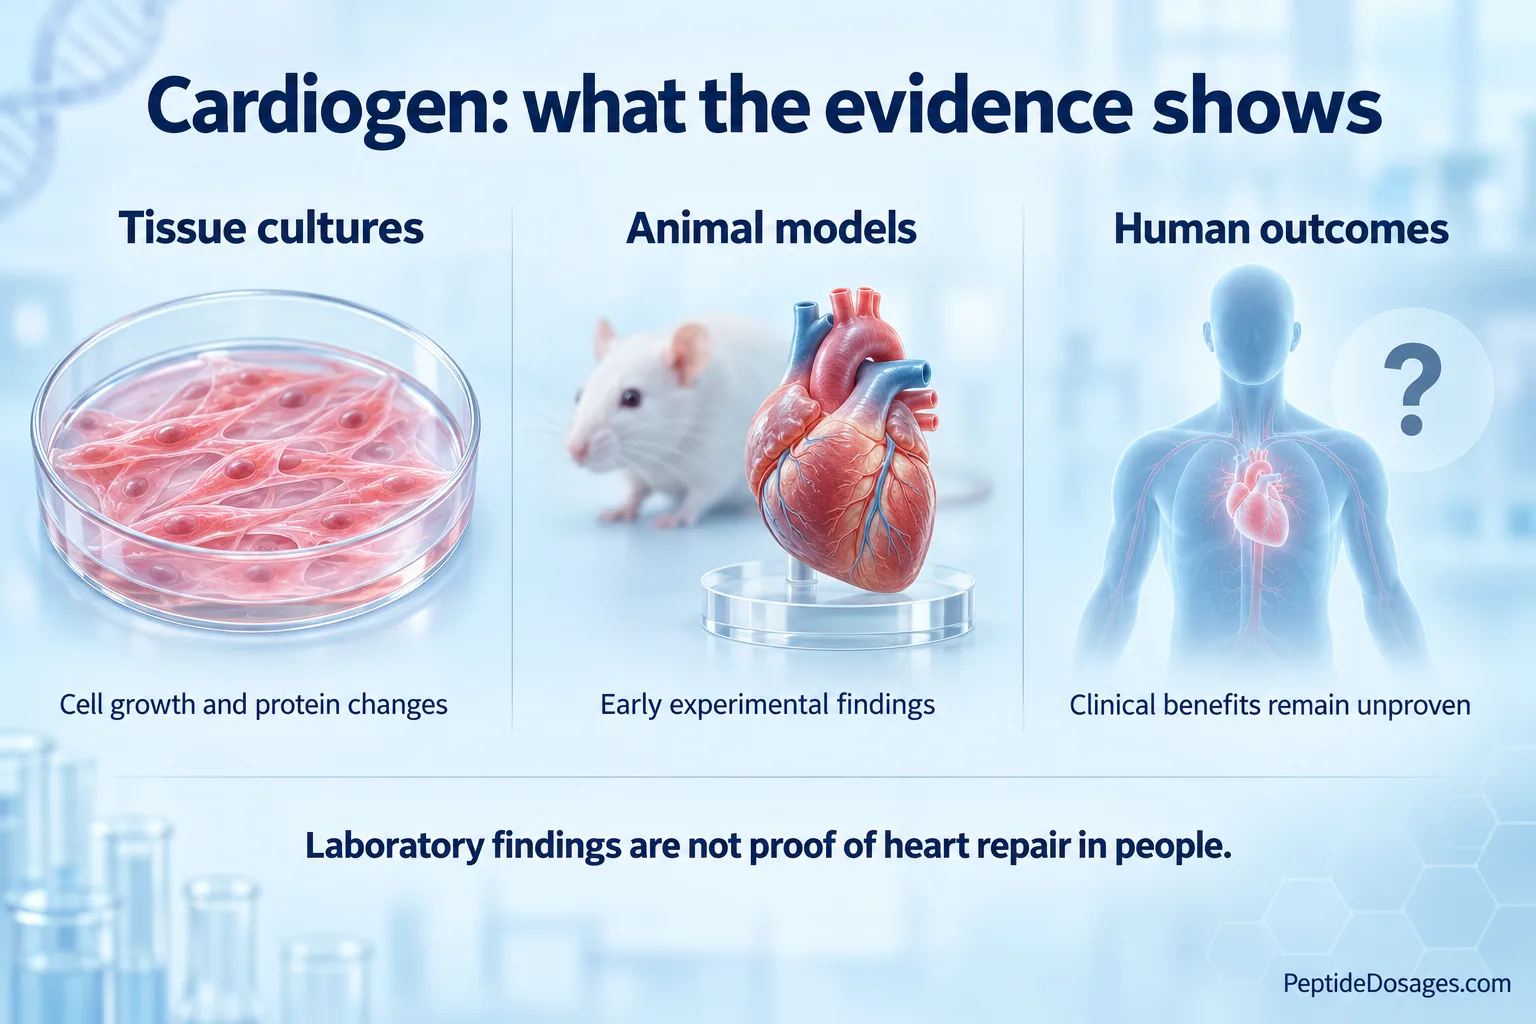 Cardiogen: what the evidence shows
Tissue cultures
Animal models
Human outcomes
?
Cell growth and protein changes
Early experimental findings
Clinical benefits remain unproven
Laboratory findings are not proof of heart repair in people.
PeptideDosages.com